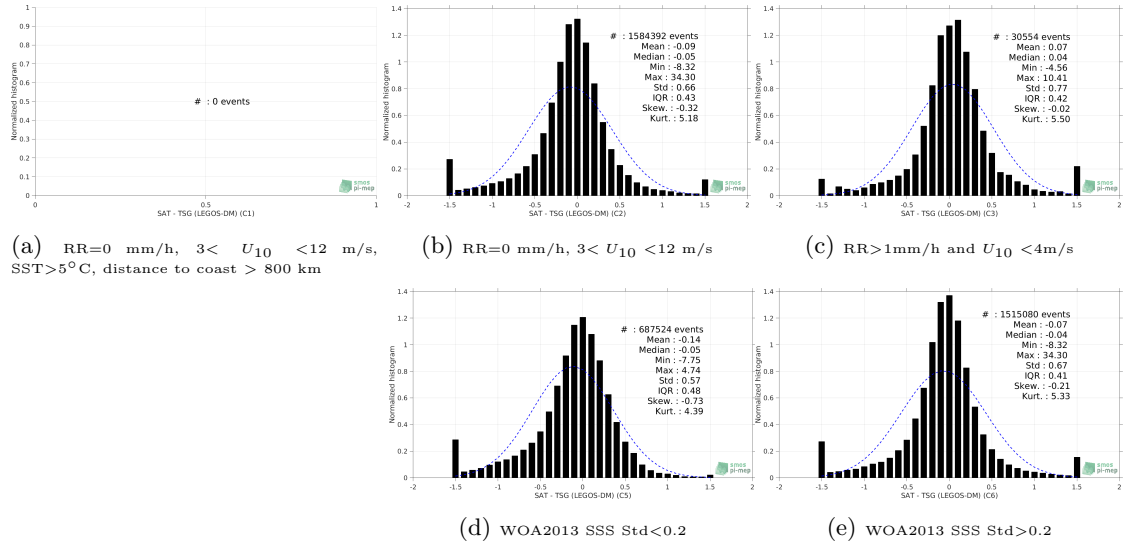 1
0.9
0.8
0.7
0.6
0.5
0.4
0.3
0.2
0.1
0
Normalized histogram
# : 0 events
0
0.5
1
SAT - TSG (LEGOS-DM) (C1)
smos
pi-mep
(a) RR=0 mm/h, 3< U10 <12 m/s,
SST>5°C, distance to coast > 800 km
1.4
1.2
1
0.8
0.6
0.4
0.2
0
Normalized histogram
# : 1584392 events
Mean : -0.09
Median : -0.05
Min : -8.32
Max : 34.30
Std : 0.66
IQR : 0.43
Skew. : -0.32
Kurt. : 5.18
-2
-1.5
-1
-0.5
0
0.5
1
1.5
2
SAT - TSG (LEGOS-DM) (C2)
smos
pi-mep
(b) RR=0 mm/h, 3< U10 <12 m/s
1.4
1.2
1
0.8
0.6
0.4
0.2
0
Normalized histogram
# : 30554 events
Mean : 0.07
Median : 0.04
Min : -4.56
Max : 10.41
Std : 0.77
IQR : 0.42
Skew. : -0.02
Kurt. : 5.50
-2
-1.5
-1
-0.5
0
0.5
1
1.5
2
SAT - TSG (LEGOS-DM) (C3)
smos
pi-mep
(c) RR>1mm/h and U10 <4m/s
1.4
1.2
1
0.8
0.6
0.4
0.2
0
Normalized histogram
# : 687524 events
Mean : -0.14
Median : -0.05
Min : -7.75
Max : 4.74
Std : 0.57
IQR : 0.48
Skew. : -0.73
Kurt. : 4.39
-2
-1.5
-1
-0.5
0
0.5
1
1.5
2
SAT - TSG (LEGOS-DM) (C5)
smos
pi-mep
(d) WOA2013 SSS Std<0.2
1.4
1.2
1
0.8
0.6
0.4
0.2
0
Normalized histogram
# : 1515080 events
Mean : -0.07
Median : -0.04
Min : -8.32
Max : 34.30
Std : 0.67
IQR : 0.41
Skew. : -0.21
Kurt. : 5.33
-2
-1.5
-1
-0.5
0
0.5
1
1.5
2
SAT - TSG (LEGOS-DM) (C6)
smos
pi-mep
(e) WOA2013 SSS Std>0.2